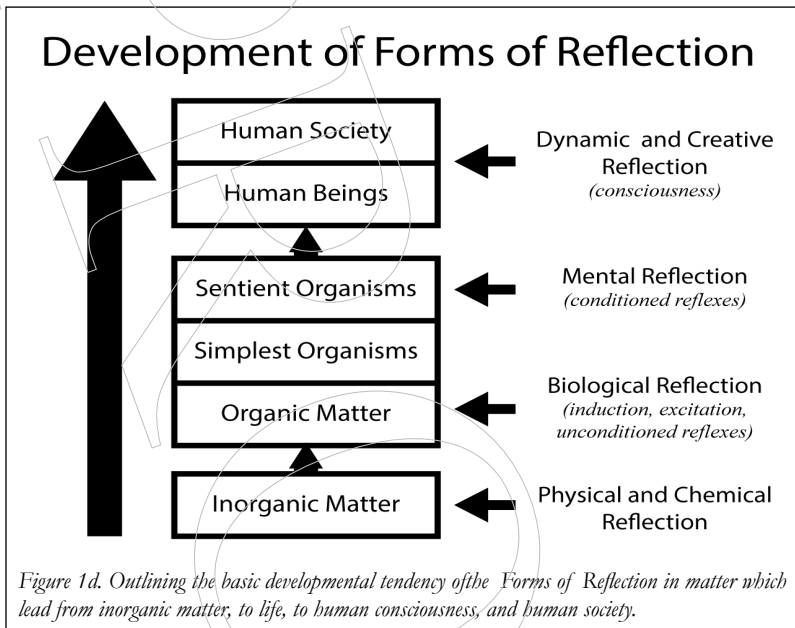 Development of Forms of Reflection
Human Society
Human Beings
Dynamic and Creative
Reflection
(consciousness)
Sentient Organisms
Mental Reflection
(conditioned reflexes)
Simplest Organisms
Organic Matter
Biological Reflection
(induction, excitation,
unconditioned reflexes)
Inorganic Matter
Physical and Chemical
Reflection
Figure 1d. Outlining the basic developmental tendency ofthe Forms of Reflection in matter which
lead from inorganic matter, to life, to human consciousness, and human society.